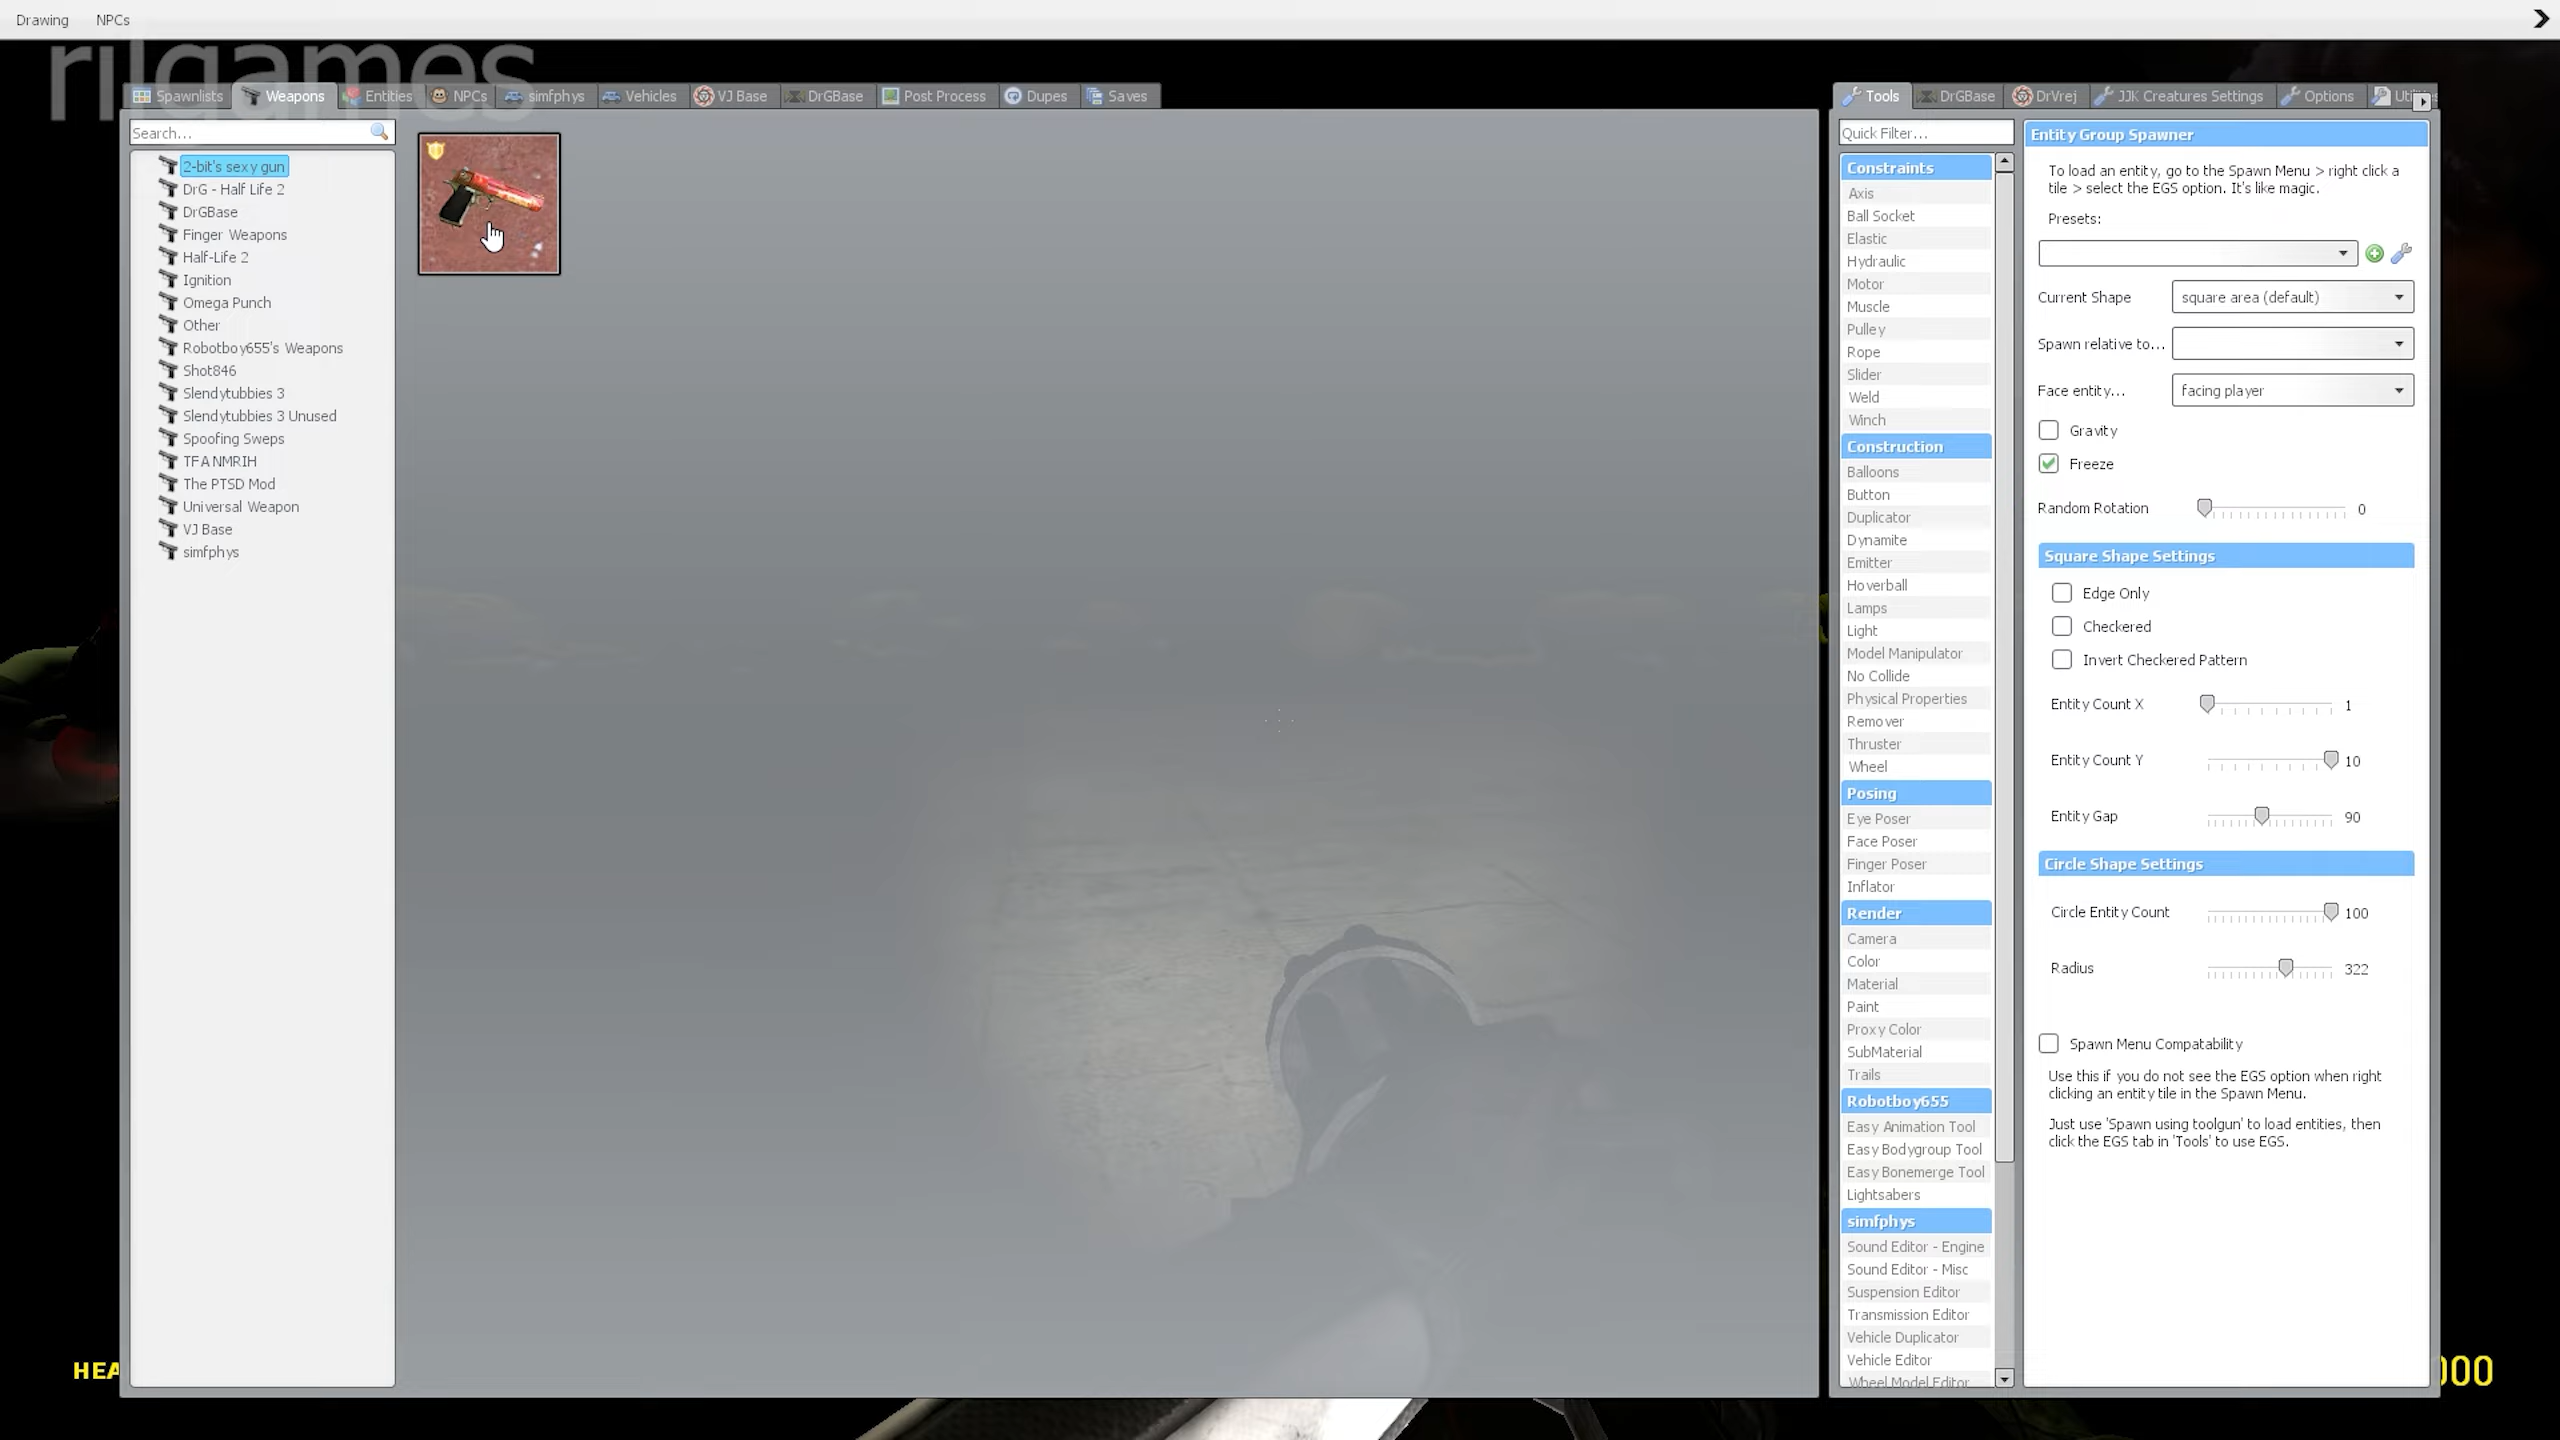 Drawing NPCs
rilgames
Spawnlists Weapons Entities NPCs simfphys Vehicles VJ Base DrGBase Post Process Dupes Saves
Search...
2-bit's sexy gun
DrG - Half Life 2
DrGBase
Finger Weapons
Half-Life 2
Ignition
Omega Punch
Other
Robotboy655's Weapons
Shot846
Slendytubbies 3
Slendytubbies 3 Unused
Spoofing Sweps
TFA NMRIH
The PTSD Mod
Universal Weapon
VJ Base
simfphys
HEA
Tools DrGBase DrVrej JJK Creatures Settings Options
Quick Filter...
Constraints
Axis
Ball Socket
Elastic
Hydraulic
Motor
Muscle
Pulley
Rope
Slider
Weld
Winch
Construction
Balloons
Button
Duplicator
Dynamite
Emitter
Hoverball
Lamps
Light
Model Manipulator
No Collide
Physical Properties
Remover
Thruster
Wheel
Posing
Eye Poser
Face Poser
Finger Poser
Inflator
Render
Camera
Color
Material
Paint
Proxy Color
SubMaterial
Trails
Robotboy655
Easy Animation Tool
Easy Bodygroup Tool
Easy Bonemerge Tool
Lightsabers
simfphys
Sound Editor - Engine
Sound Editor - Misc
Suspension Editor
Transmission Editor
Vehicle Duplicator
Vehicle Editor
Wheel Model Editor
Entity Group Spawner
To load an entity, go to the Spawn Menu > right click a
tile > select the EGS option. It's like magic.
Presets:
Current Shape square area (default)
Spawn relative to...
Face entity... facing player
Gravity
Freeze
Random Rotation 0
Square Shape Settings
Edge Only
Checkered
Invert Checkered Pattern
Entity Count X 1
Entity Count Y 10
Entity Gap 90
Circle Shape Settings
Circle Entity Count 100
Radius 322
Spawn Menu Compatability
Use this if you do not see the EGS option when right
clicking an entity tile in the Spawn Menu.
Just use 'Spawn using toolgun' to load entities, then
click the EGS tab in 'Tools' to use EGS.
000